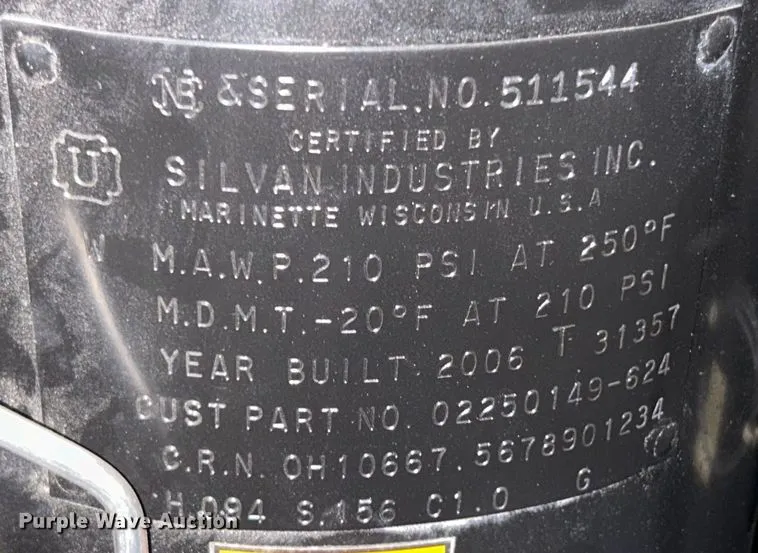 NB & SERIAL.NO.511544
CERTIFIED BY
U SILVAN INDUSTRIES INC.
MARINETTE WISCONSIN U.S.A
W M.A.W.P.210 PSI AT 250°F
M.D.M.T.-20°F AT 210 PSI
YEAR BUILT 2006 T 31357
CUST PART NO. 02250149-624
C.R.N. OH10667.5678901234
H.094 S.156 C1.0 G
Purple Wave Auction